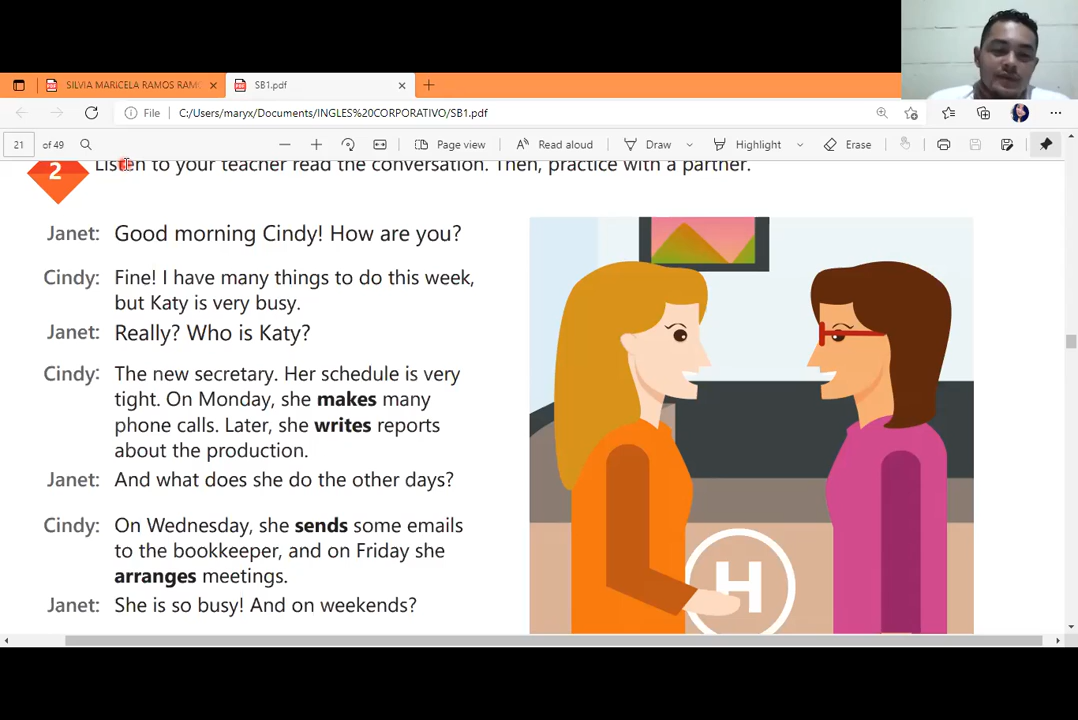 SILVIA MARICELA RAMOS RAM
SB1.pdf
File
C:/Users/maryx/Documents/INGLES%20CORPORATIVO/SB1.pdf
21 of 49
Page view
Read aloud
Draw
Highlight
Erase
2 Listen to your teacher read the conversation. Then, practice with a partner.
Janet: Good morning Cindy! How are you?
Cindy: Fine! I have many things to do this week,
but Katy is very busy.
Janet: Really? Who is Katy?
Cindy: The new secretary. Her schedule is very
tight. On Monday, she makes many
phone calls. Later, she writes reports
about the production.
Janet: And what does she do the other days?
Cindy: On Wednesday, she sends some emails
to the bookkeeper, and on Friday she
arranges meetings.
Janet: She is so busy! And on weekends?
H